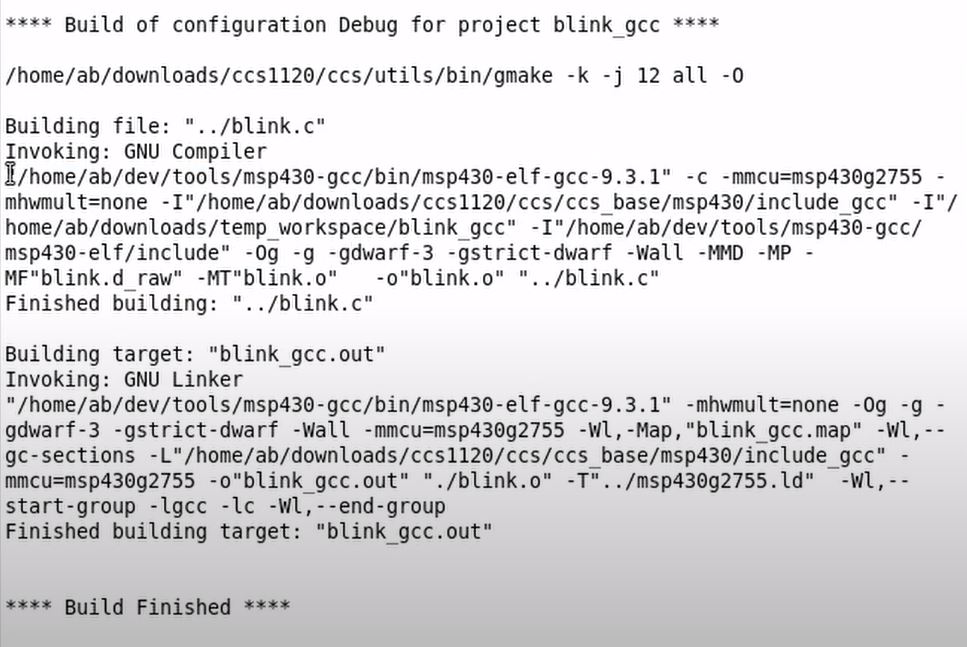 **** Build of configuration Debug for project blink_gcc ****
/home/ab/downloads/ccs1120/ccs/utils/bin/gmake -k -j 12 all -O
Building file: "../blink.c"
Invoking: GNU Compiler
"/home/ab/dev/tools/msp430-gcc/bin/msp430-elf-gcc-9.3.1" -c -mmcu=msp430g2755 -
mhwmult=none -I"/home/ab/downloads/ccs1120/ccs/ccs_base/msp430/include_gcc" -I"/
home/ab/downloads/temp_workspace/blink_gcc" -I"/home/ab/dev/tools/msp430-gcc/
msp430-elf/include" -Og -g -gdwarf-3 -gstrict-dwarf -Wall -MMD -MP -
MF"blink.d_raw" -MT"blink.o"   -o"blink.o" "../blink.c"
Finished building: "../blink.c"
Building target: "blink_gcc.out"
Invoking: GNU Linker
"/home/ab/dev/tools/msp430-gcc/bin/msp430-elf-gcc-9.3.1" -mhwmult=none -Og -g -
gdwarf-3 -gstrict-dwarf -Wall -mmcu=msp430g2755 -Wl,-Map,"blink_gcc.map" -Wl,--
gc-sections -L"/home/ab/downloads/ccs1120/ccs/ccs_base/msp430/include_gcc" -
mmcu=msp430g2755 -o"blink_gcc.out" "./blink.o" -T"../msp430g2755.ld"  -Wl,--
start-group -lgcc -lc -Wl,--end-group
Finished building target: "blink_gcc.out"
**** Build Finished ****